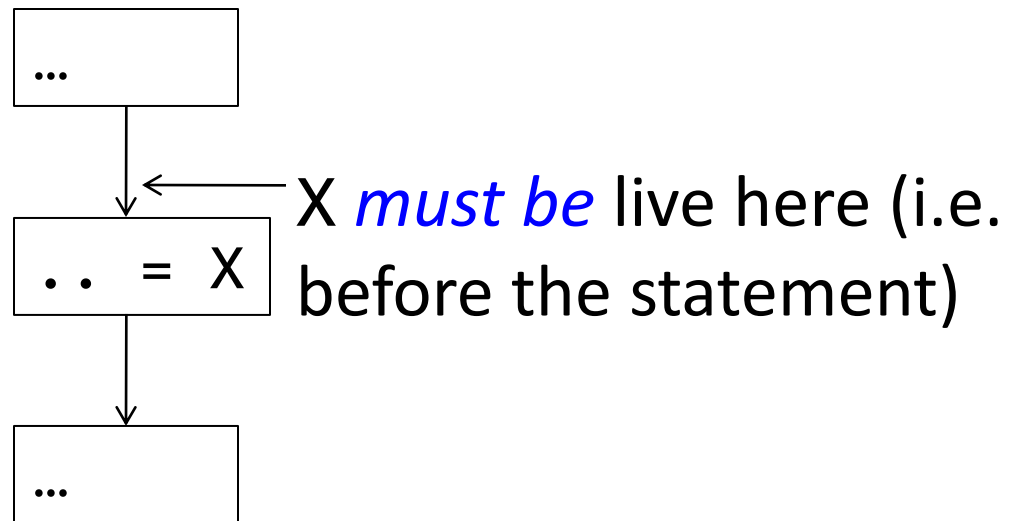 …
X must be live here (i.e.
.. = X
before the statement)
…